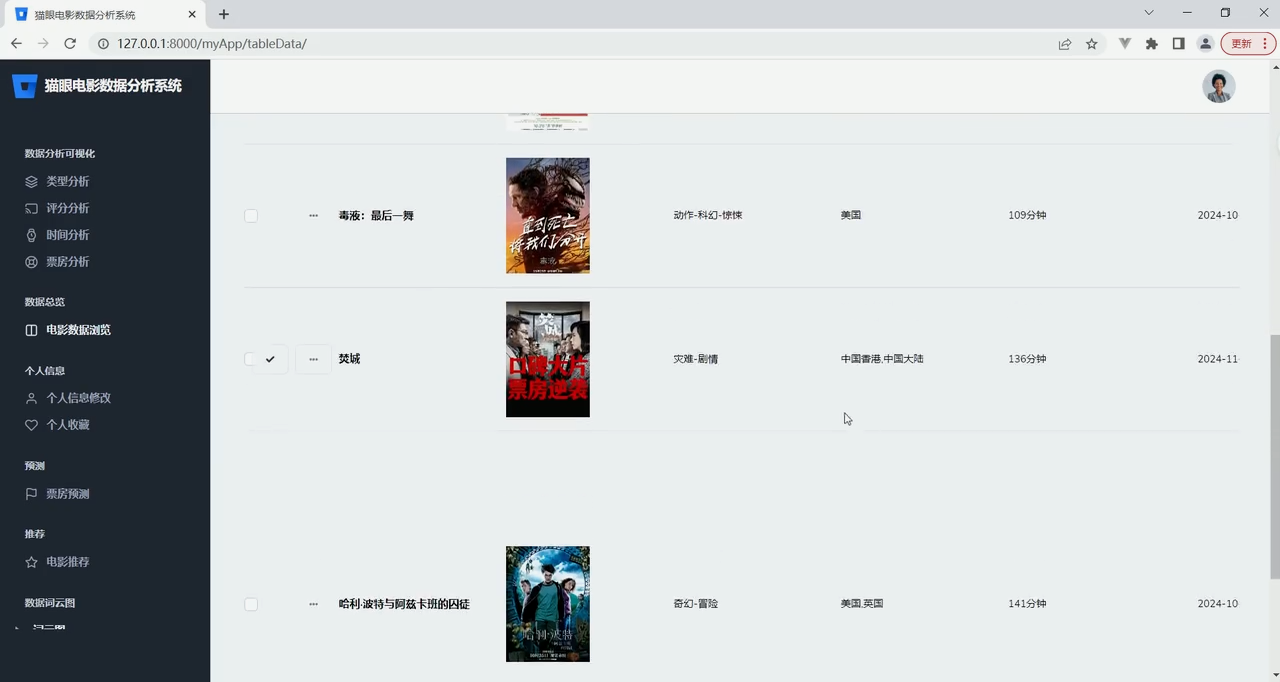 猫眼电影数据分析系统
127.0.0.1:8000/myApp/tableData/
更新
猫眼电影数据分析系统
数据分析可视化
类型分析
评分分析
时间分析
票房分析
数据总览
电影数据浏览
个人信息
个人信息修改
个人收藏
预测
票房预测
推荐
电影推荐
数据词云图
词云图
毒液：最后一舞
直到死亡
将我们分开
毒液
动作-科幻-惊悚
美国
109分钟
2024-10
焚城
焚城
口碑大片
票房逆袭
灾难-剧情
中国香港,中国大陆
136分钟
2024-11
哈利·波特与阿兹卡班的囚徒
哈利·波特
奇幻-冒险
美国,英国
141分钟
2024-10